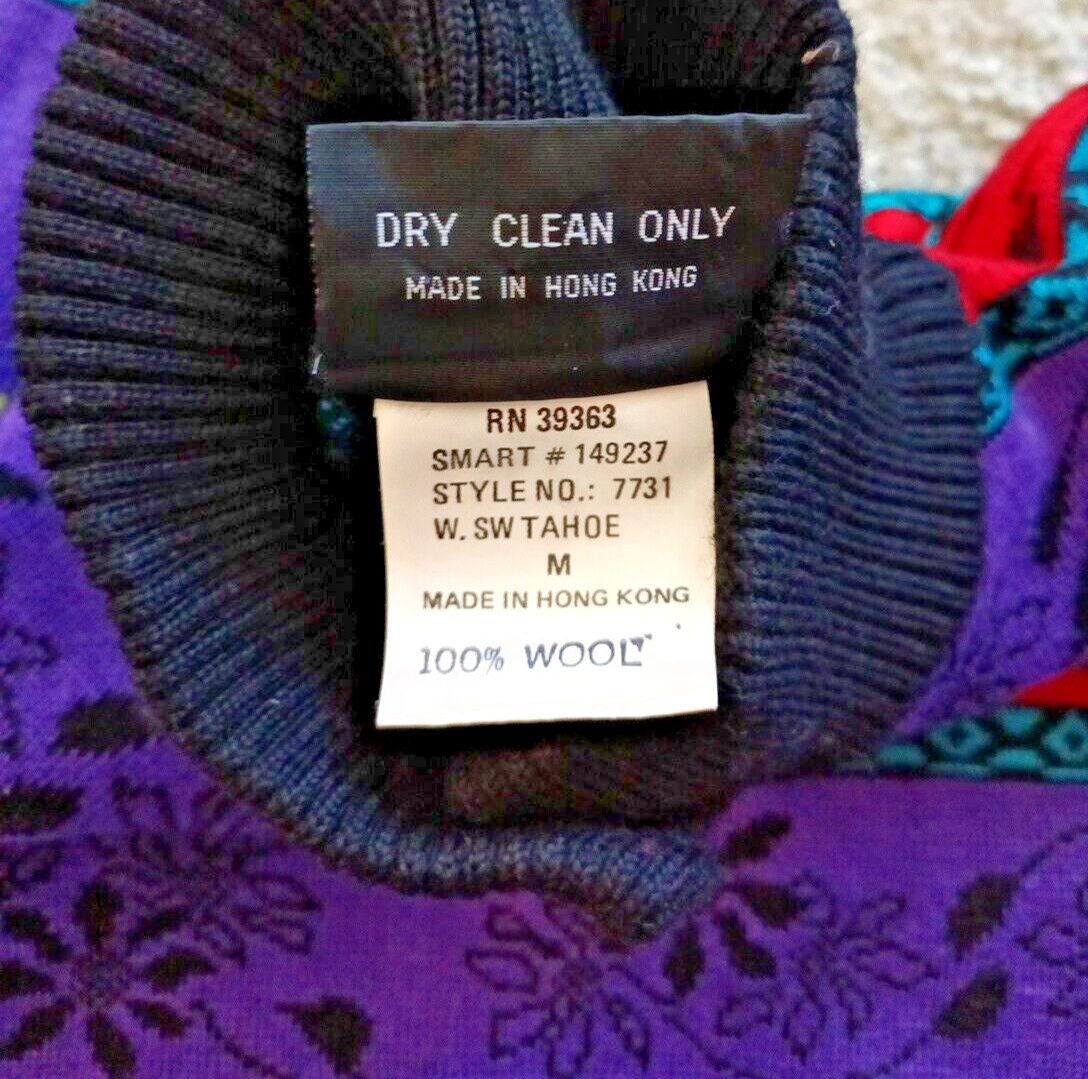 DRY CLEAN ONLY
MADE IN HONG KONG
RN 39363
SMART # 149237
STYLE NO.: 7731
W. SW TAHOE
M
MADE IN HONG KONG
100% WOOL